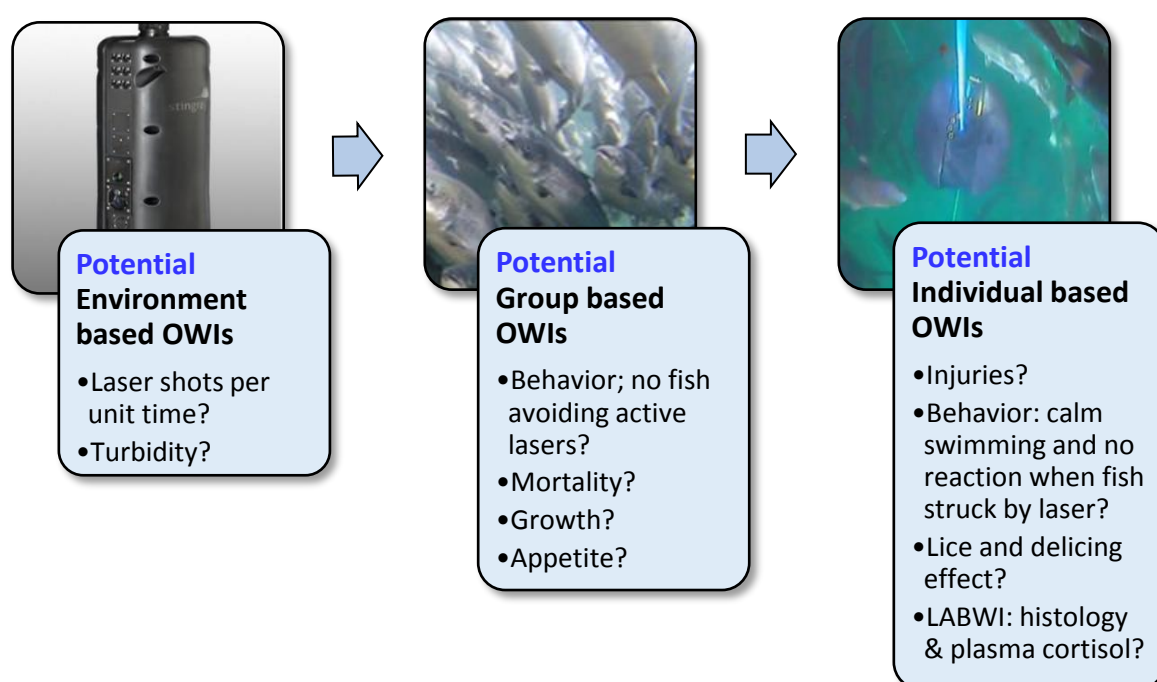 stingray
Potential
Environment
based OWIs
•Laser shots per
unit time?
•Turbidity?
Potential
Group based
OWIs
•Behavior; no fish
avoiding active
lasers?
•Mortality?
•Growth?
•Appetite?
Potential
Individual based
OWIs
•Injuries?
•Behavior: calm
swimming and no
reaction when fish
struck by laser?
•Lice and delicing
effect?
•LABWI: histology
& plasma cortisol?